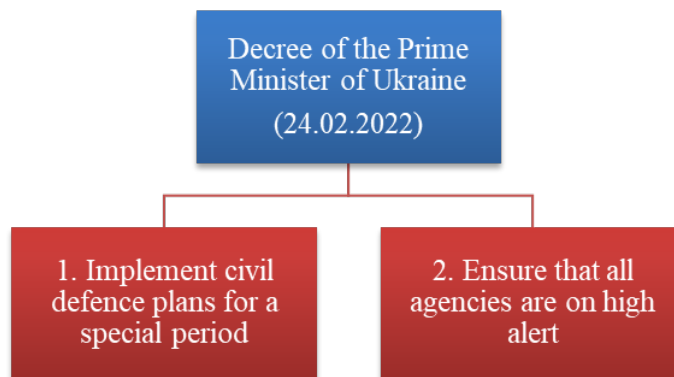 Decree of the Prime
Minister of Ukraine
(24.02.2022)
1. Implement civil
defence plans for a
special period
2. Ensure that all
agencies are on high
alert